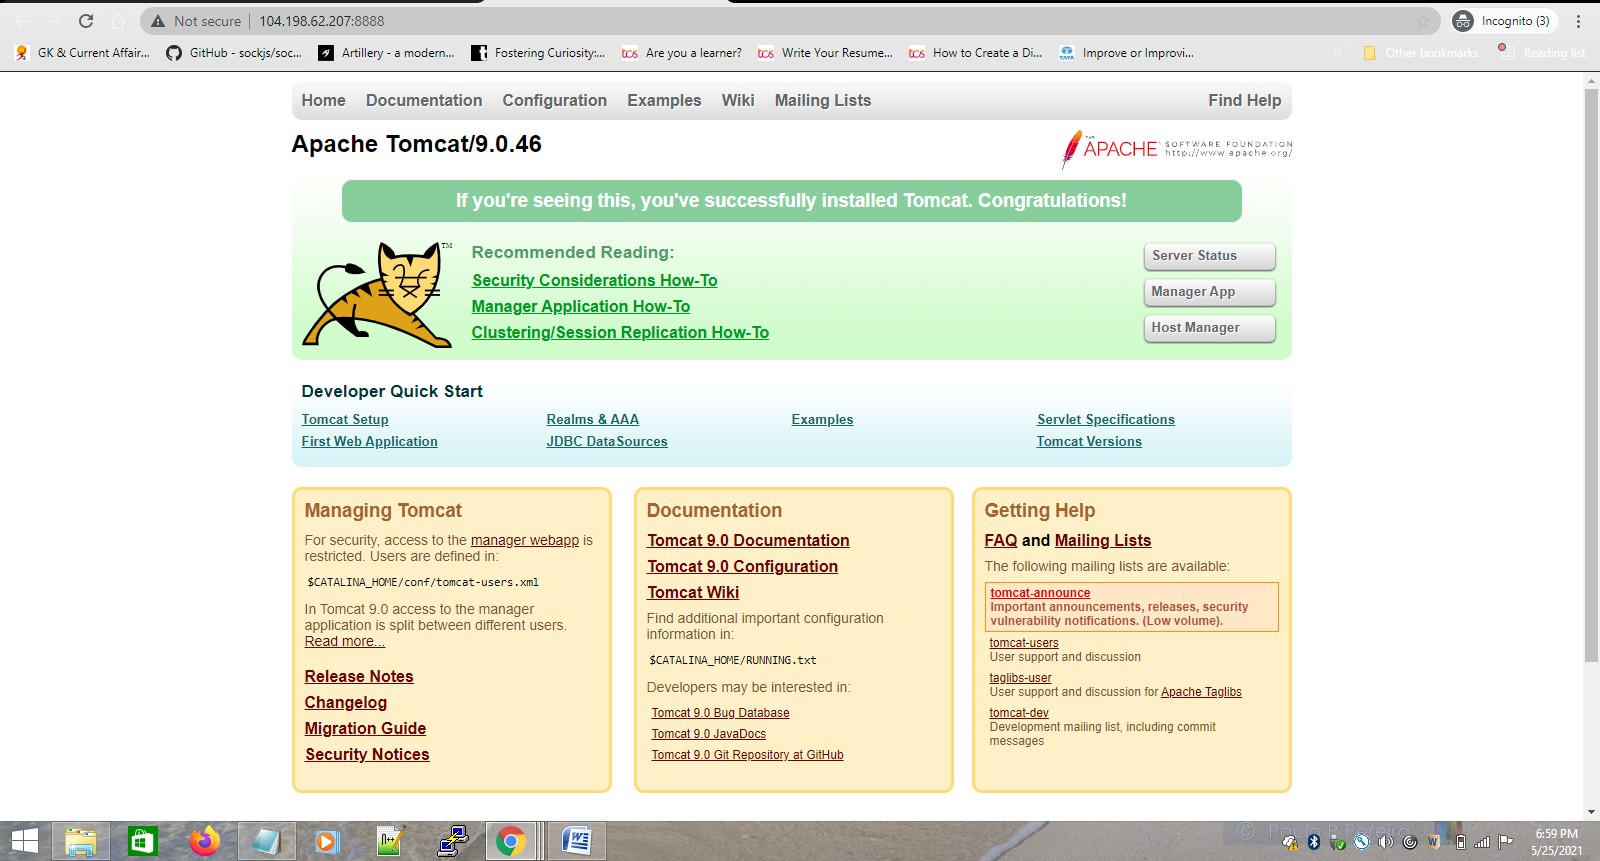 Not secure | 104.198.62.207:8888
Incognito (3)
GK & Current Affair...
GitHub - sockjs/soc...
Artillery - a modern...
Fostering Curiosity:...
Are you a learner?
Write Your Resume...
How to Create a Di...
Improve or Improvi...
Other bookmarks
Reading list
Home Documentation Configuration Examples Wiki Mailing Lists Find Help
Apache Tomcat/9.0.46
THE APACHE SOFTWARE FOUNDATION
http://www.apache.org/
If you're seeing this, you've successfully installed Tomcat. Congratulations!
TM
Recommended Reading:
Security Considerations How-To
Manager Application How-To
Clustering/Session Replication How-To
Server Status
Manager App
Host Manager
Developer Quick Start
Tomcat Setup
First Web Application
Realms & AAA
JDBC DataSources
Examples
Servlet Specifications
Tomcat Versions
Managing Tomcat
For security, access to the manager webapp is
restricted. Users are defined in:
$CATALINA_HOME/conf/tomcat-users.xml
In Tomcat 9.0 access to the manager
application is split between different users.
Read more...
Release Notes
Changelog
Migration Guide
Security Notices
Documentation
Tomcat 9.0 Documentation
Tomcat 9.0 Configuration
Tomcat Wiki
Find additional important configuration
information in:
$CATALINA_HOME/RUNNING.txt
Developers may be interested in:
Tomcat 9.0 Bug Database
Tomcat 9.0 JavaDocs
Tomcat 9.0 Git Repository at GitHub
Getting Help
FAQ and Mailing Lists
The following mailing lists are available:
tomcat-announce
Important announcements, releases, security
vulnerability notifications. (Low volume).
tomcat-users
User support and discussion
taglibs-user
User support and discussion for Apache Taglibs
tomcat-dev
Development mailing list, including commit
messages
6:59 PM
5/25/2021